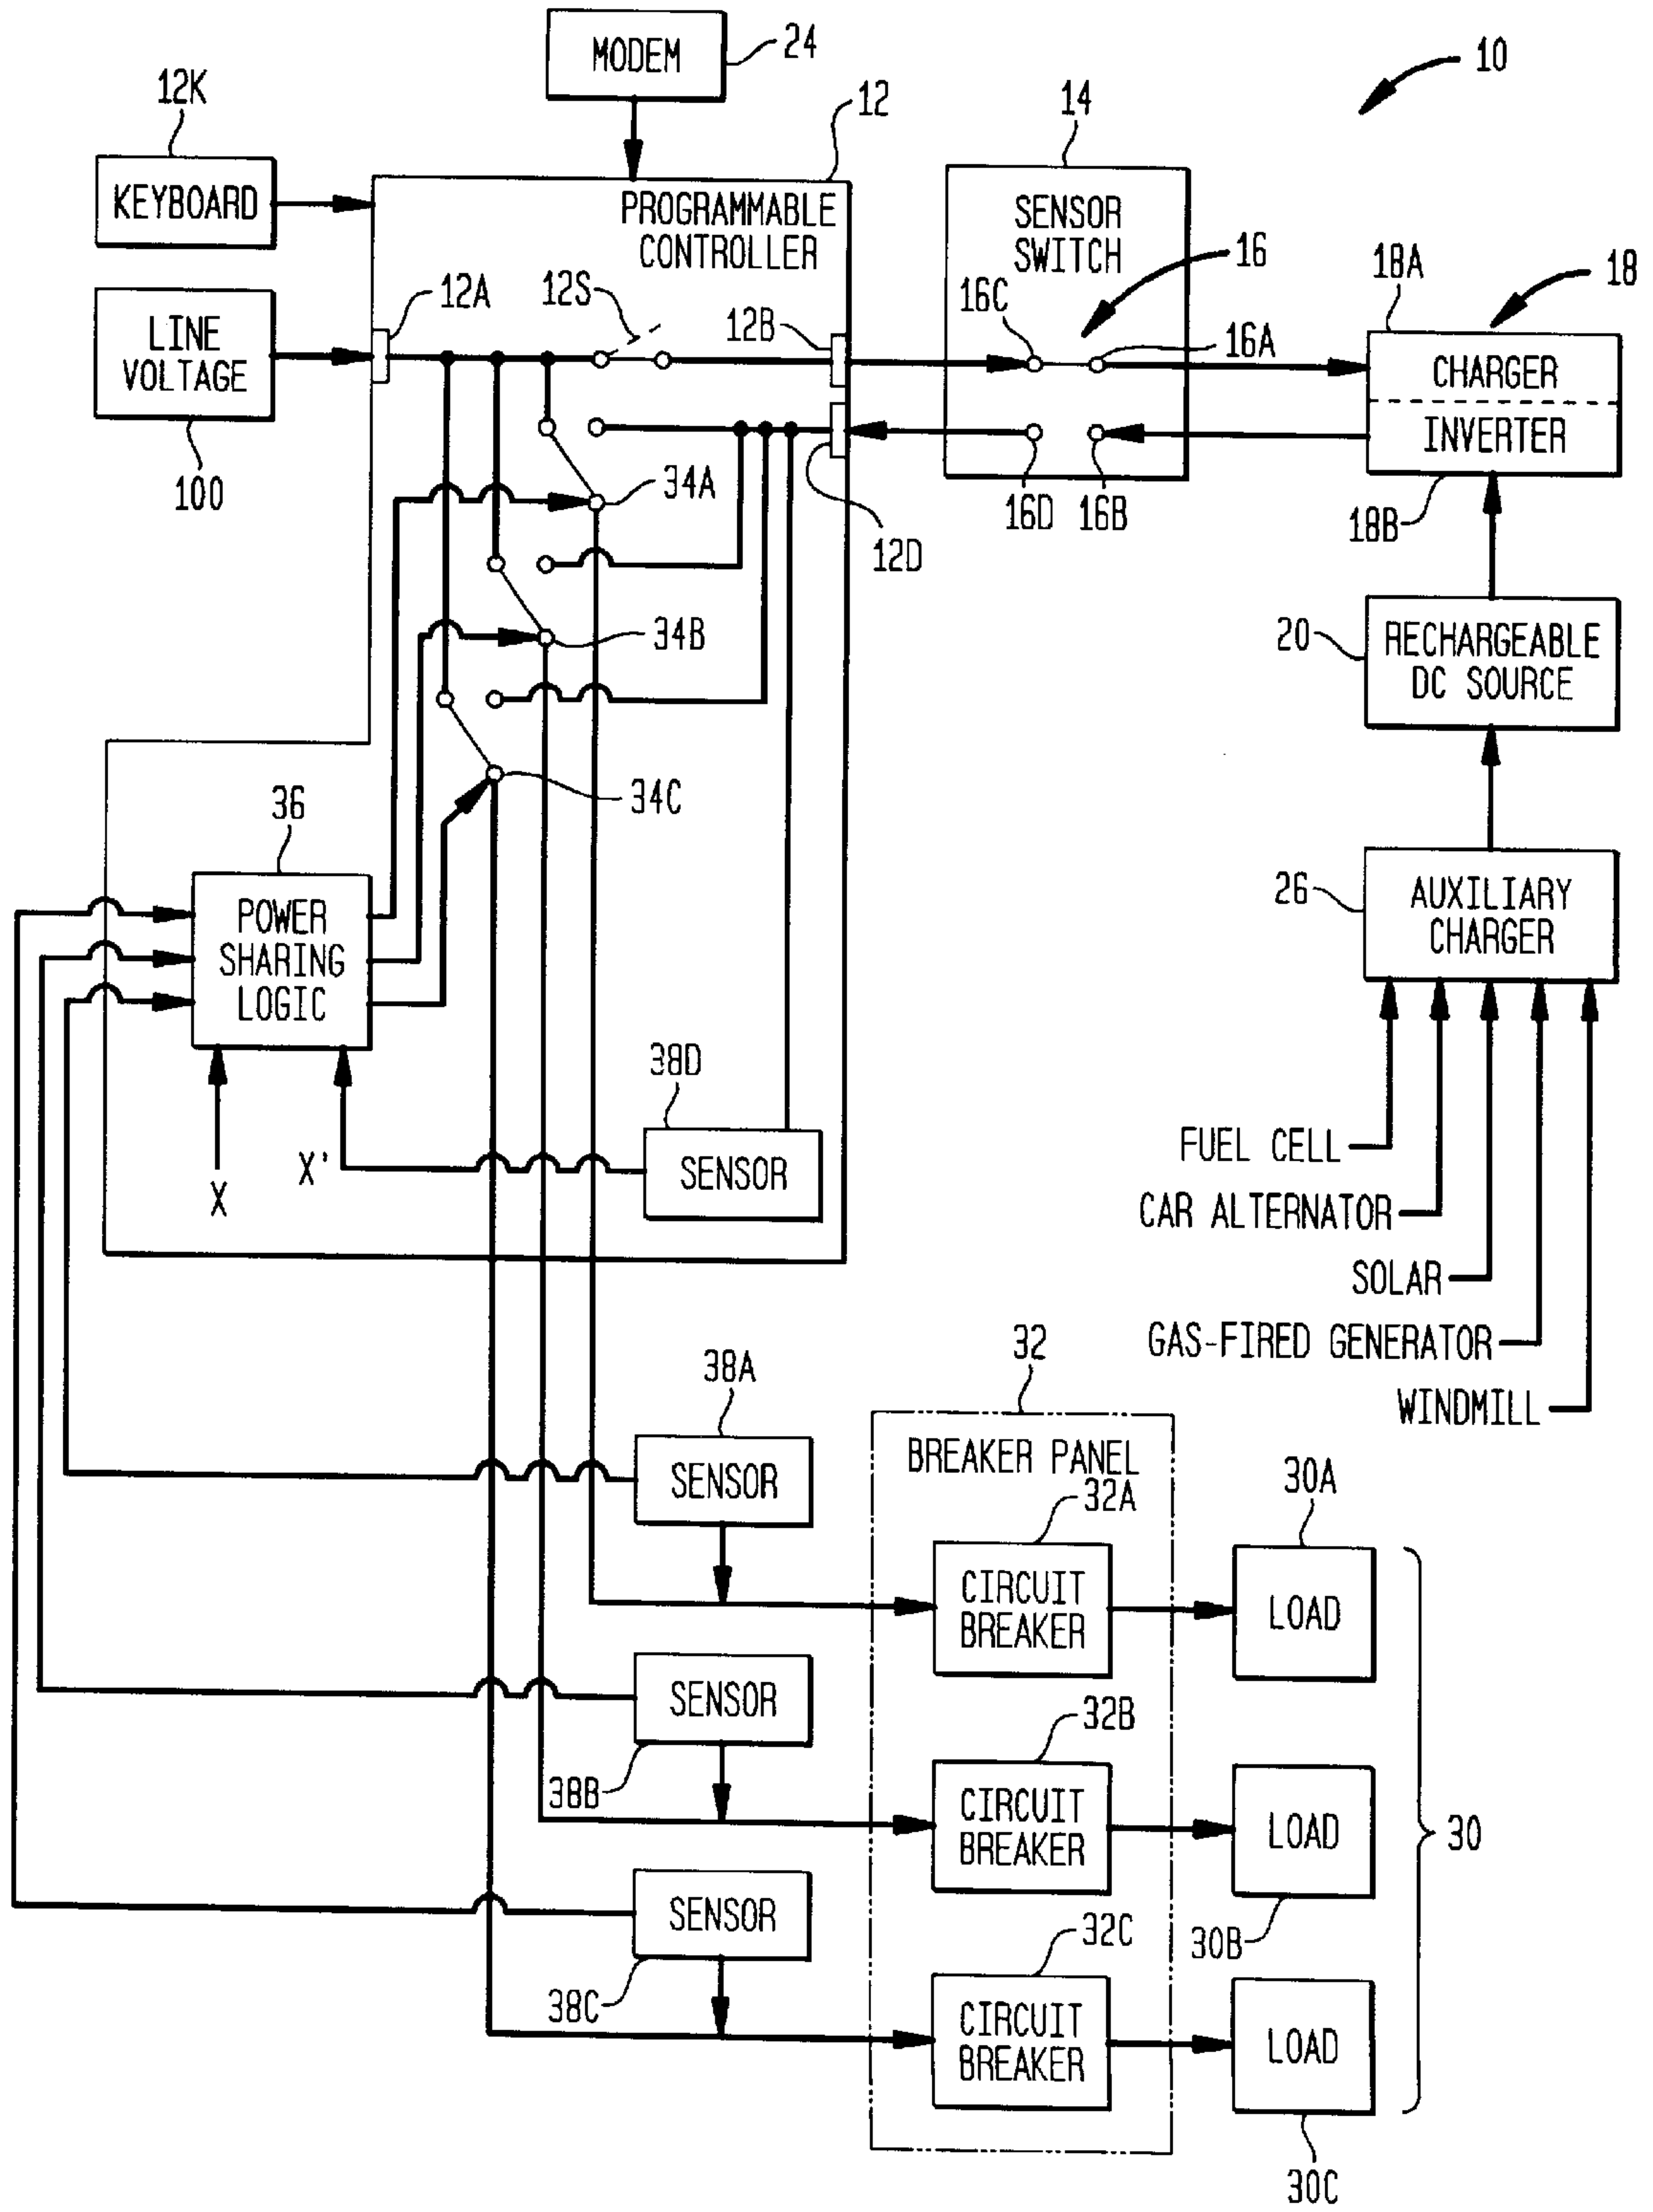 MODEM
24
10
12K
12
14
KEYBOARD
PROGRAMMABLE
CONTROLLER
SENSOR
SWITCH
16
18A
18
LINE
VOLTAGE
12A
12S
12B
16C
16A
CHARGER
INVERTER
100
34A
12D
16D
16B
18B
34B
20
RECHARGEABLE
DC SOURCE
34C
36
POWER
SHARING
LOGIC
26
AUXILIARY
CHARGER
38D
X
X'
SENSOR
FUEL CELL
CAR ALTERNATOR
SOLAR
GAS-FIRED GENERATOR
WINDMILL
38A
32
SENSOR
BREAKER PANEL
32A
30A
CIRCUIT
BREAKER
LOAD
SENSOR
38B
32B
CIRCUIT
BREAKER
LOAD
30
30B
SENSOR
38C
32C
CIRCUIT
BREAKER
LOAD
30C